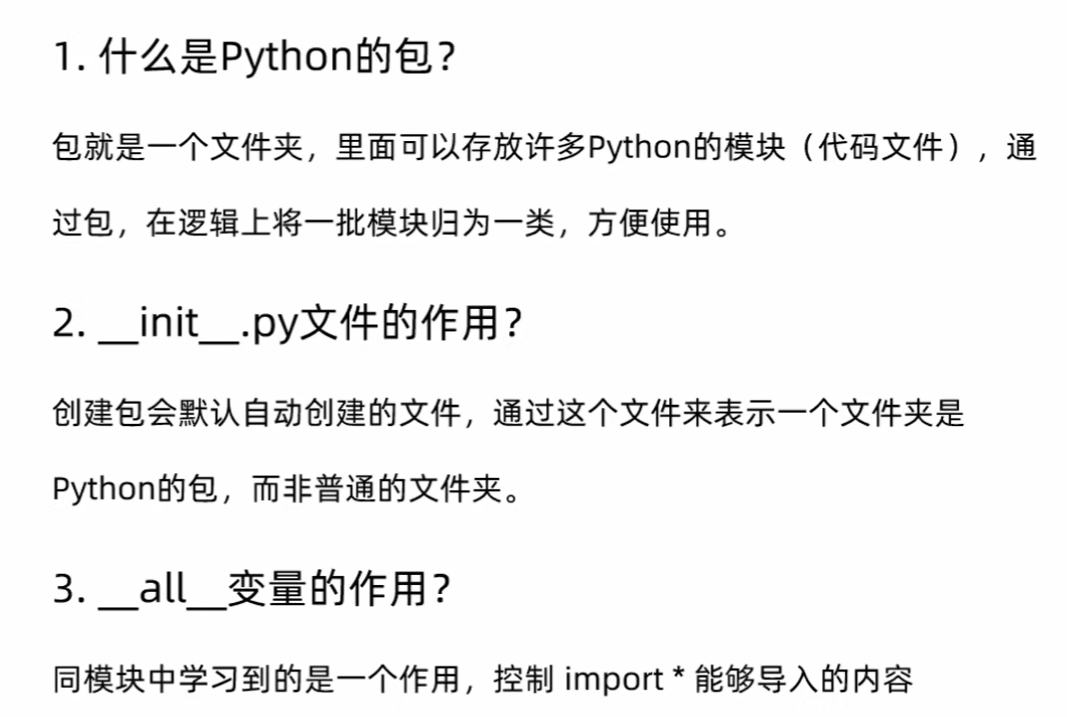 1. 什么是Python的包？
包就是一个文件夹，里面可以存放许多Python的模块（代码文件），通
过包，在逻辑上将一批模块归为一类，方便使用。
2. __init__.py文件的作用？
创建包会默认自动创建的文件，通过这个文件来表示一个文件夹是
Python的包，而非普通的文件夹。
3. __all__变量的作用？
同模块中学习到的是一个作用，控制 import * 能够导入的内容